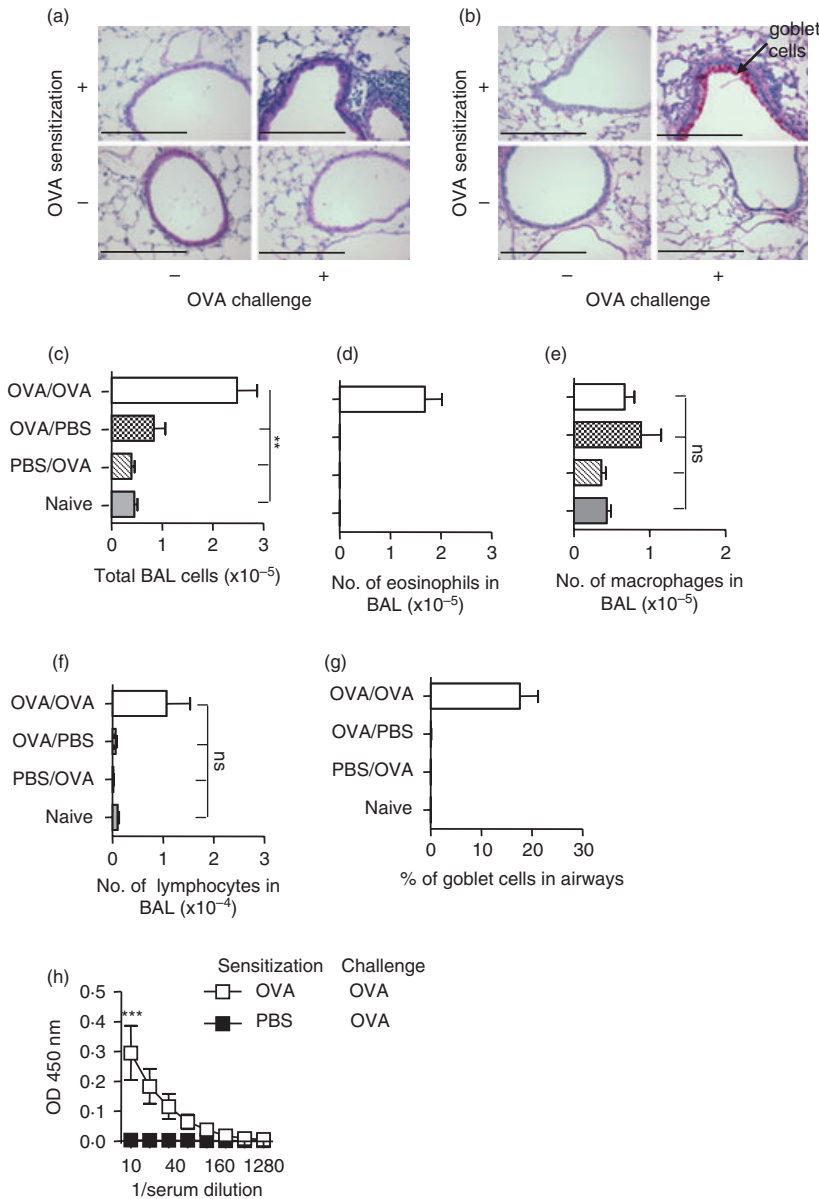 (a)
(b)
goblet
cells
OVA sensitization
+
–
–
+
OVA challenge
OVA sensitization
+
–
–
+
OVA challenge
(c)
OVA/OVA
OVA/PBS
PBS/OVA
Naive
**
0 1 2 3
Total BAL cells (x10⁻⁵)
(d)
0 1 2 3
No. of eosinophils in
BAL (x10⁻⁵)
(e)
ns
0 1 2
No. of macrophages in
BAL (x10⁻⁵)
(f)
OVA/OVA
OVA/PBS
PBS/OVA
Naive
ns
0 1 2 3
No. of lymphocytes in
BAL (x10⁻⁴)
(g)
OVA/OVA
OVA/PBS
PBS/OVA
Naive
0 10 20 30
% of goblet cells in airways
(h)
Sensitization Challenge
OVA OVA
PBS OVA
OD 450 nm
0·5
0·4
0·3
0·2
0·1
0·0
***
10 40 160 1280
1/serum dilution